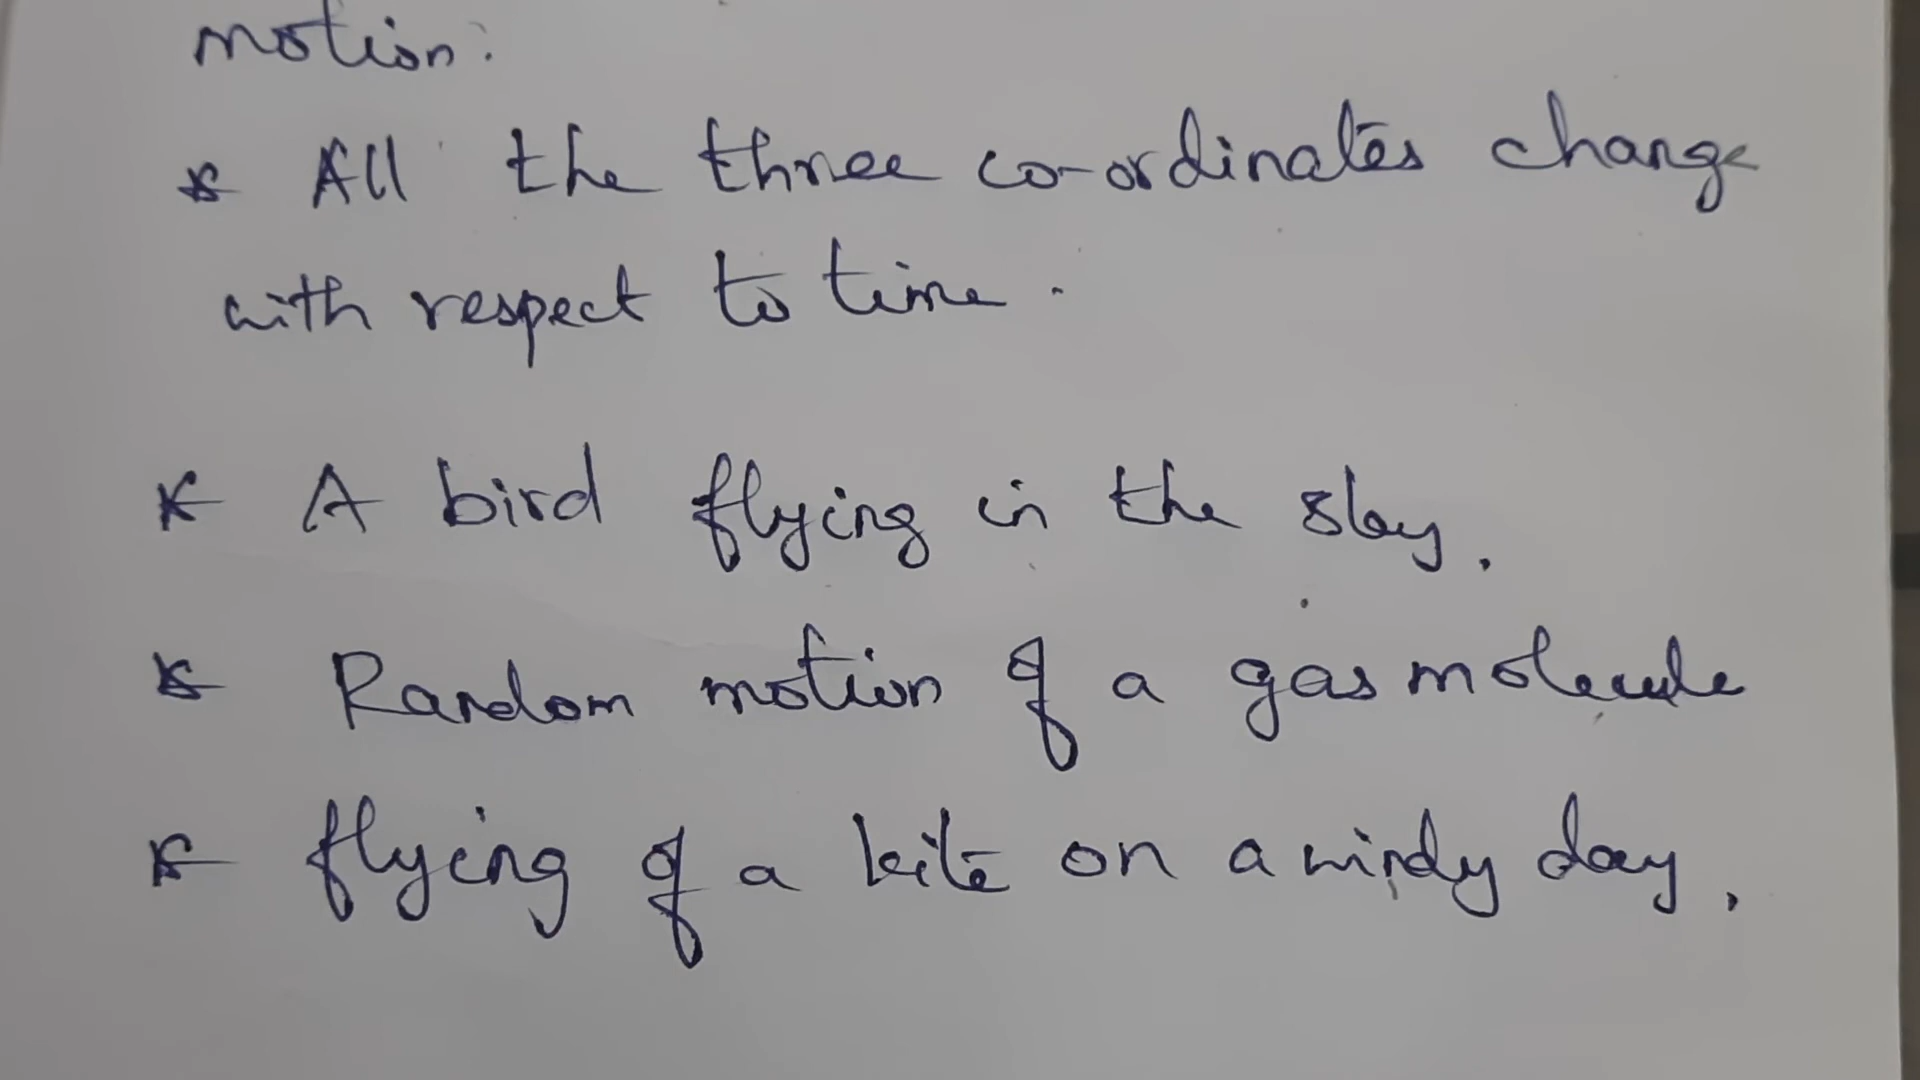 motion:
* All the three co-ordinates change
with respect to time.
* A bird flying in the sky.
* Random motion of a gas molecule
* flying of a kite on a windy day.